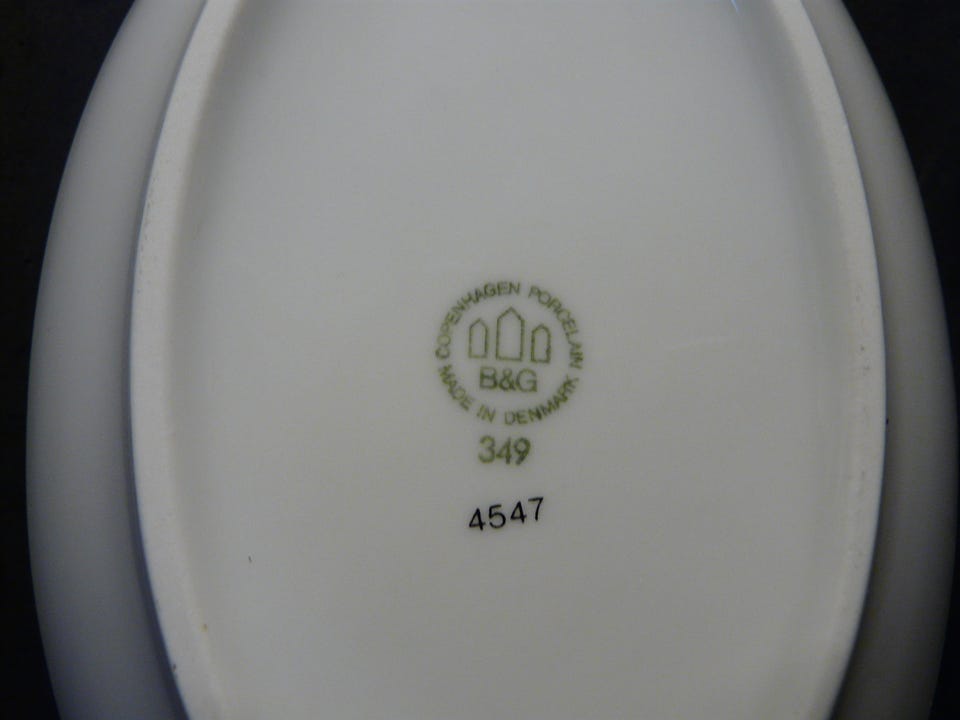 COPENHAGEN PORCELAIN
B&G
MADE IN DENMARK
349
4547